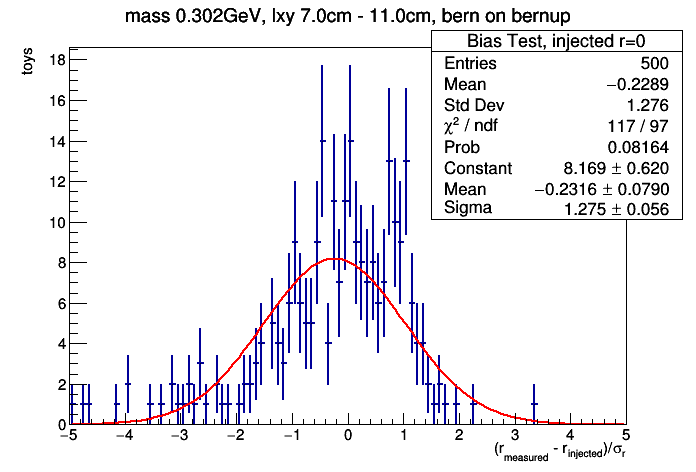 mass 0.302GeV, lxy 7.0cm - 11.0cm, bern on bernup
Bias Test, injected r=0
Entries 500
Mean −0.2289
Std Dev 1.276
χ² / ndf 117 / 97
Prob 0.08164
Constant 8.169 ± 0.620
Mean −0.2316 ± 0.0790
Sigma 1.275 ± 0.056
toys
18
16
14
12
10
8
6
4
2
0
−5 −4 −3 −2 −1 0 1 2 3 4 5
(r_measured - r_injected)/σ_r